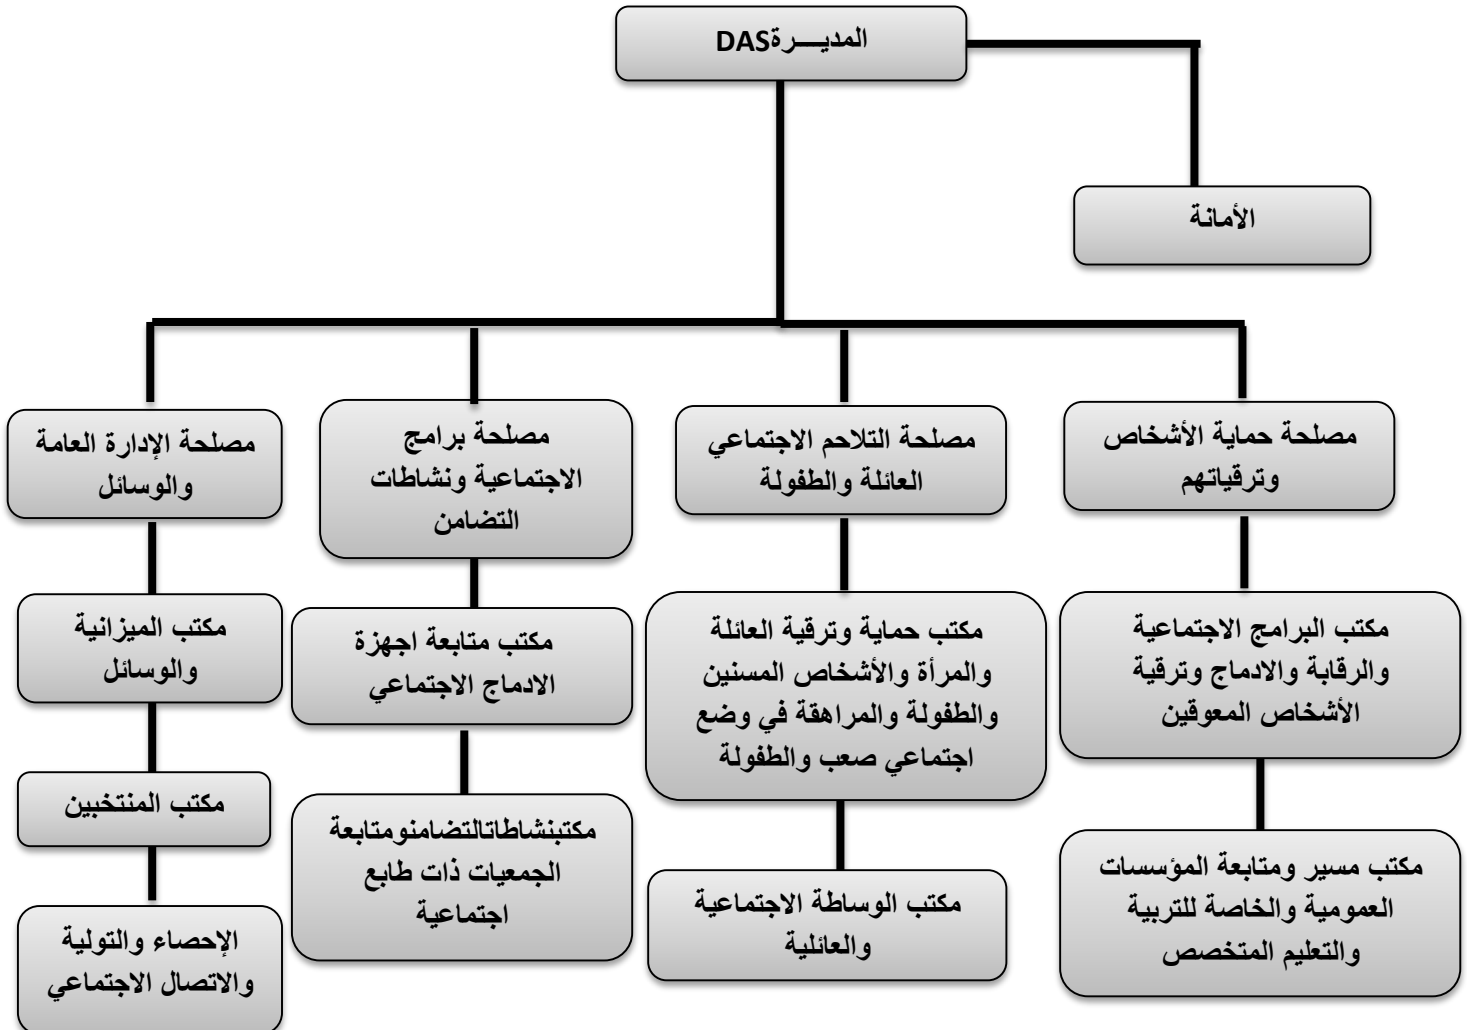 المديـــرةDAS
الأمانة
مصلحة حماية الأشخاص
وترقياتهم
مصلحة التلاحم الاجتماعي
العائلة والطفولة
مصلحة برامج
الاجتماعية ونشاطات
التضامن
مصلحة الإدارة العامة
والوسائل
مكتب البرامج الاجتماعية
والرقابة والادماج وترقية
الأشخاص المعوقين
مكتب حماية وترقية العائلة
والمرأة والأشخاص المسنين
والطفولة والمراهقة في وضع
اجتماعي صعب والطفولة
مكتب متابعة اجهزة
الادماج الاجتماعي
مكتب الميزانية
والوسائل
مكتب مسير ومتابعة المؤسسات
العمومية والخاصة للتربية
والتعليم المتخصص
مكتب الوساطة الاجتماعية
والعائلية
مكتبنشاطاتالتضامنومتابعة
الجمعيات ذات طابع
اجتماعية
مكتب المنتخبين
الإحصاء والتولية
والاتصال الاجتماعي